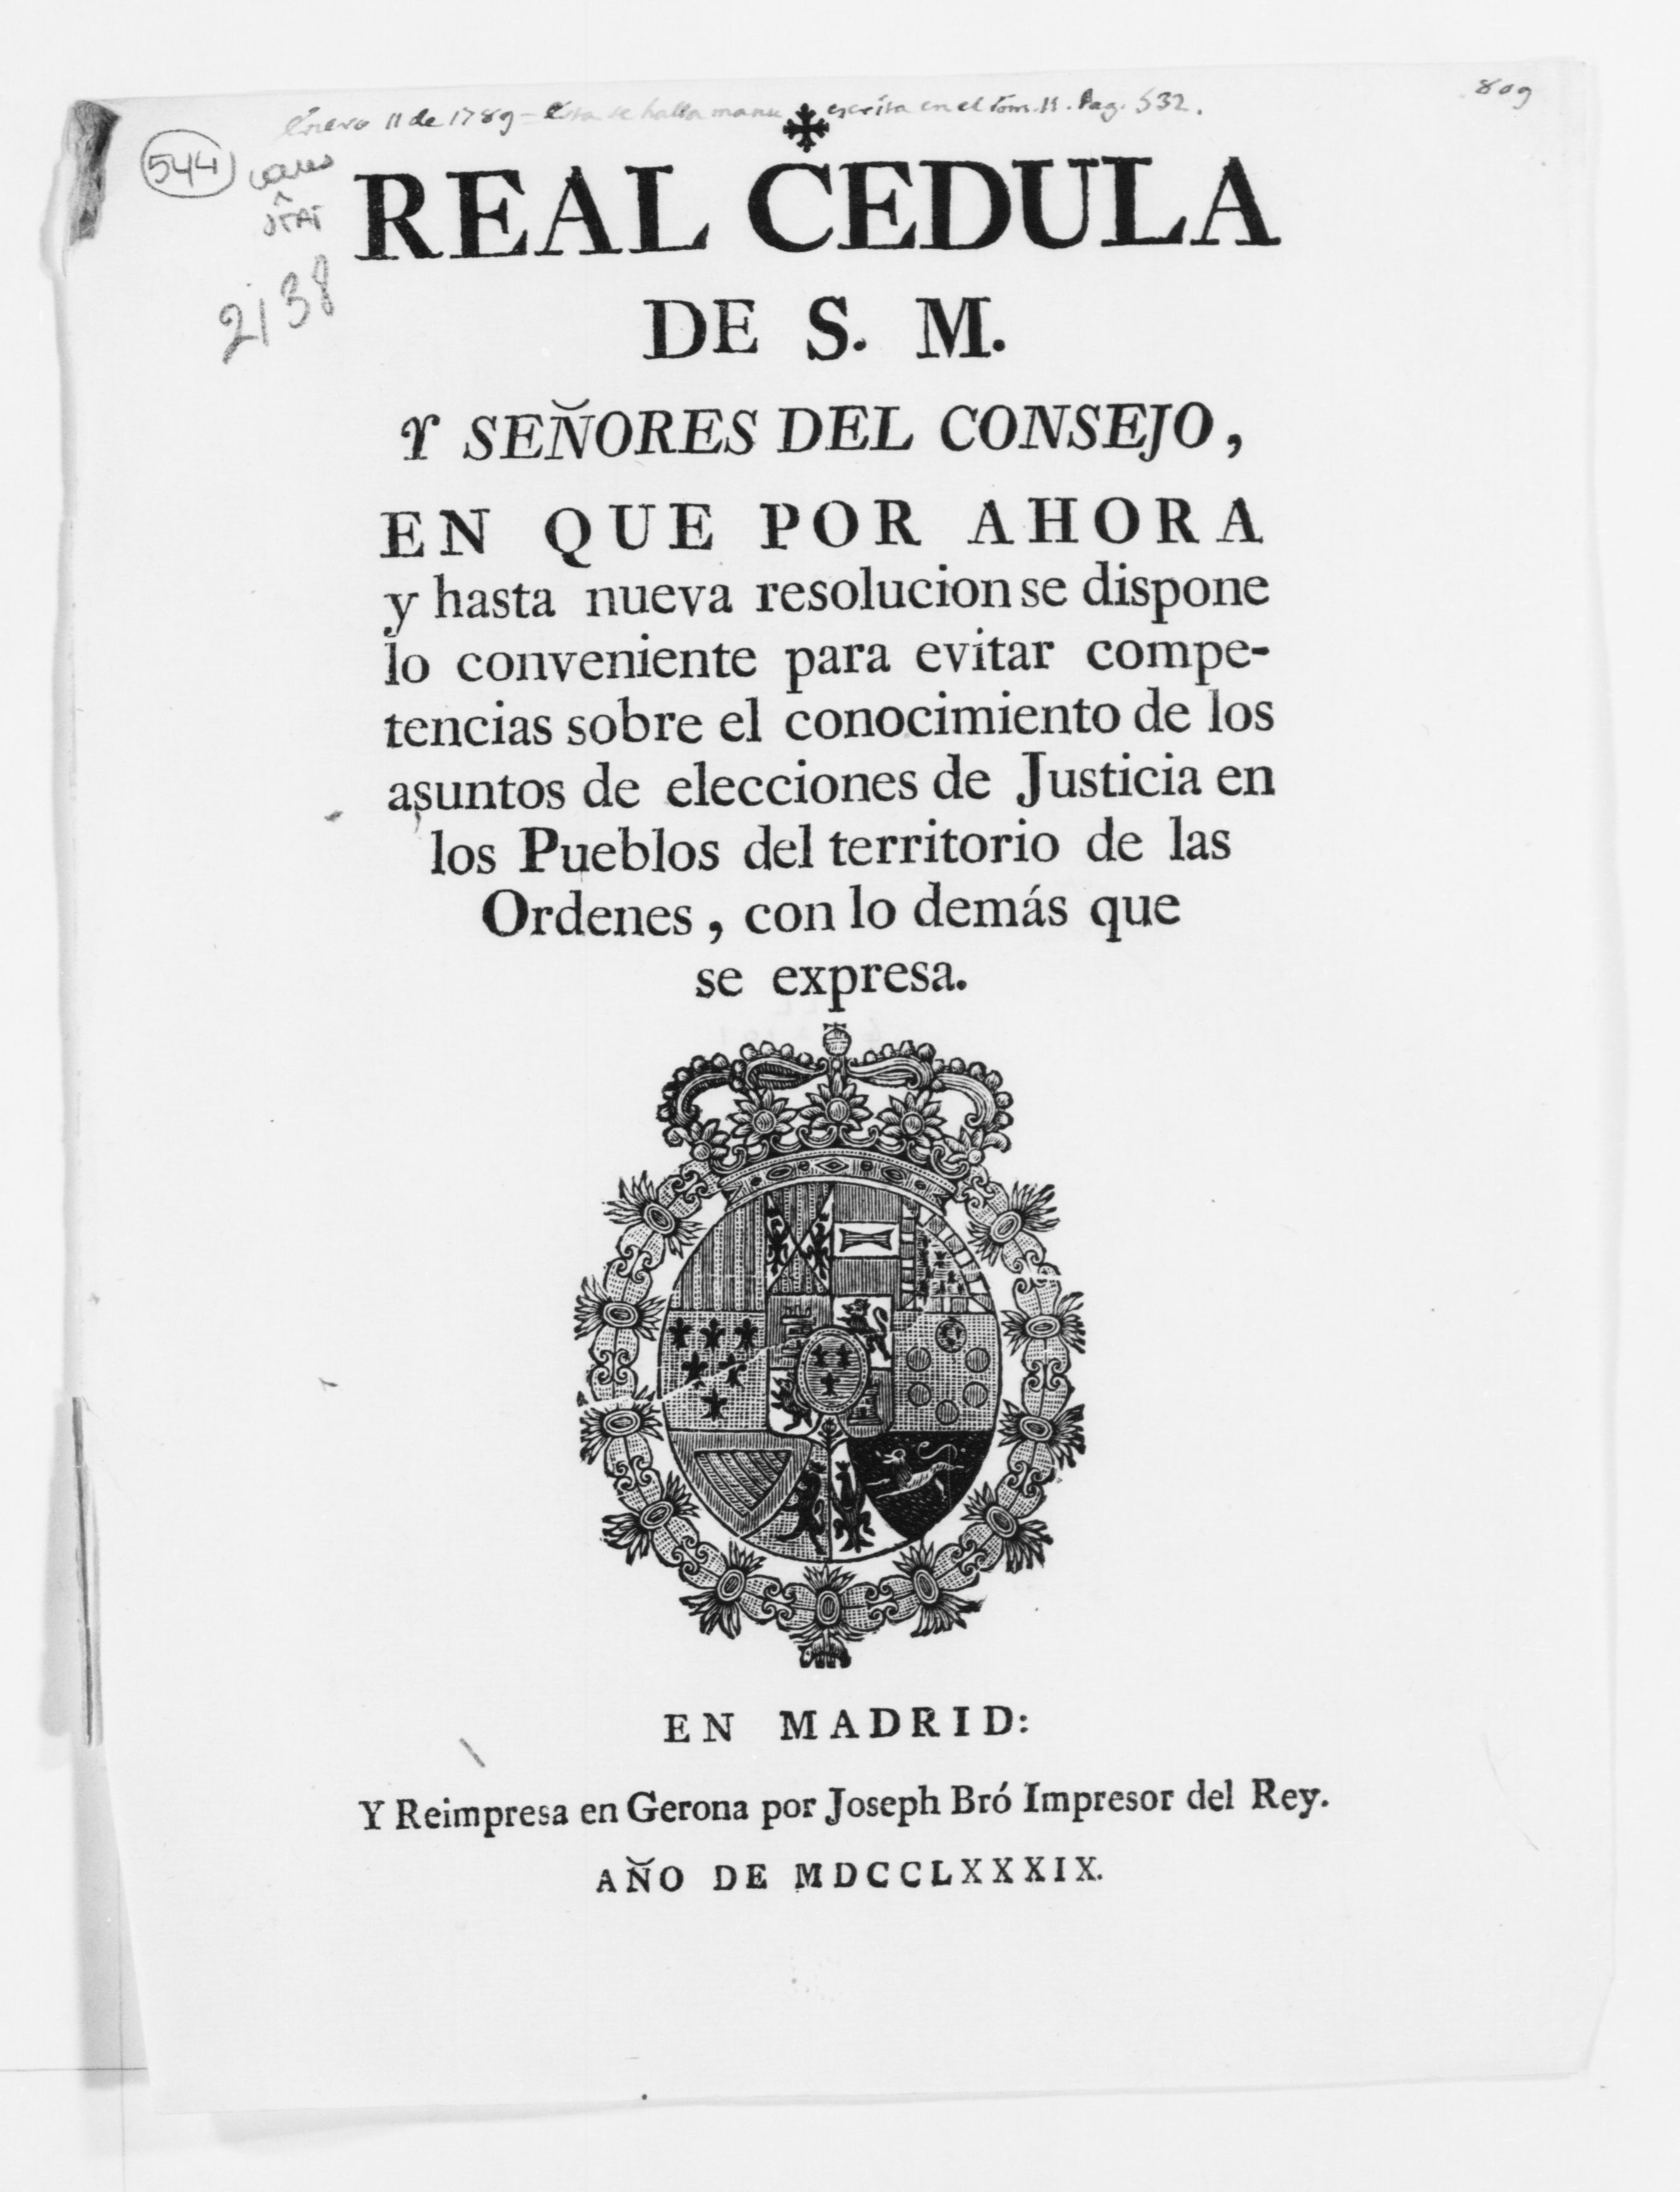 809
Enero 11 de 1789 = Esta se halla manu escrita en el tom. 11. Pag. 532.
544
2138
REAL CEDULA
DE S. M.
Y SEÑORES DEL CONSEJO,
EN QUE POR AHORA
y hasta nueva resolucion se dispone
lo conveniente para evitar compe-
tencias sobre el conocimiento de los
asuntos de elecciones de Justicia en
los Pueblos del territorio de las
Ordenes, con lo demás que
se expresa.
EN MADRID:
Y Reimpresa en Gerona por Joseph Bró Impresor del Rey.
AÑO DE MDCCLXXXIX.